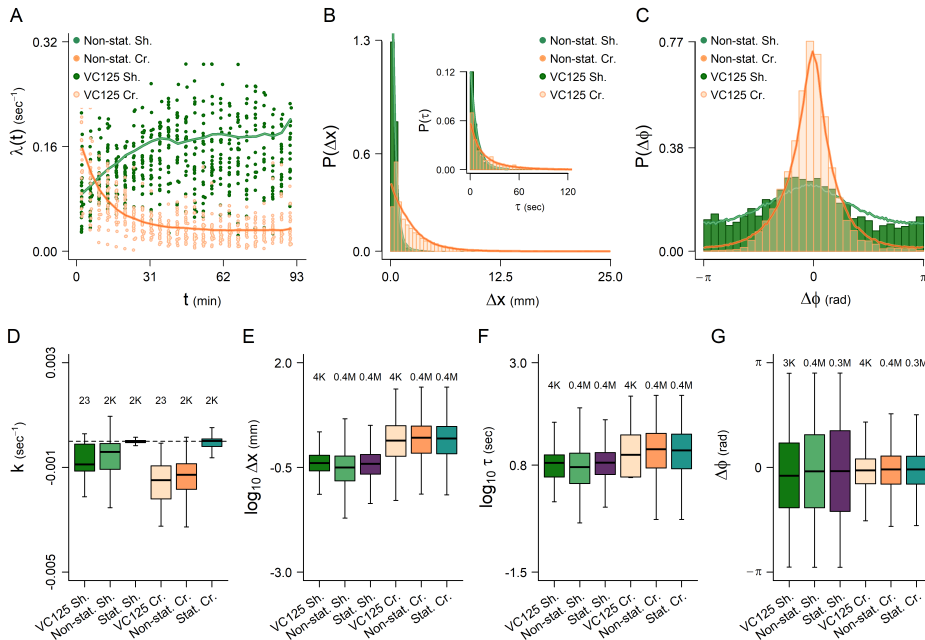 A
0.32
0.16
0.00
λ(t) (sec⁻¹)
Non-stat. Sh.
Non-stat. Cr.
VC125 Sh.
VC125 Cr.
0 31 62 93
t (min)
B
1.3
0.6
0.0
P(Δx)
Non-stat. Sh.
Non-stat. Cr.
VC125 Sh.
VC125 Cr.
0.12
0.06
0.00
P(τ)
0 60 120
τ (sec)
0.0 12.5 25.0
Δx (mm)
C
0.77
0.38
0.00
P(Δϕ)
Non-stat. Sh.
Non-stat. Cr.
VC125 Sh.
VC125 Cr.
−π 0 π
Δϕ (rad)
D
0.003
-0.001
-0.005
k (sec⁻¹)
23 2K 2K 23 2K 2K
VC125 Sh.
Non-stat. Sh.
Stat. Sh.
VC125 Cr.
Non-stat. Cr.
Stat. Cr.
E
2.0
-0.5
-3.0
log₁₀ Δx (mm)
4K 0.4M 0.4M 4K 0.4M 0.4M
VC125 Sh.
Non-stat. Sh.
Stat. Sh.
VC125 Cr.
Non-stat. Cr.
Stat. Cr.
F
3.0
0.8
-1.5
log₁₀ τ (sec)
4K 0.4M 0.4M 4K 0.4M 0.4M
VC125 Sh.
Non-stat. Sh.
Stat. Sh.
VC125 Cr.
Non-stat. Cr.
Stat. Cr.
G
π
0
−π
Δϕ (rad)
3K 0.4M 0.3M 4K 0.4M 0.3M
VC125 Sh.
Non-stat. Sh.
Stat. Sh.
VC125 Cr.
Non-stat. Cr.
Stat. Cr.